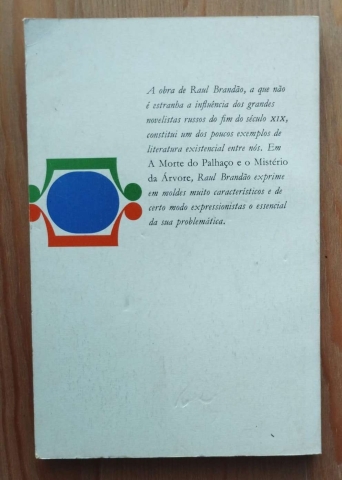 A obra de Raul Brandão, a que não
é estranha a influência dos grandes
novelistas russos do fim do século XIX,
constitui um dos poucos exemplos de
literatura existencial entre nós. Em
A Morte do Palhaço e o Mistério
da Árvore, Raul Brandão exprime
em moldes muito característicos e de
certo modo expressionistas o essencial
da sua problemática.